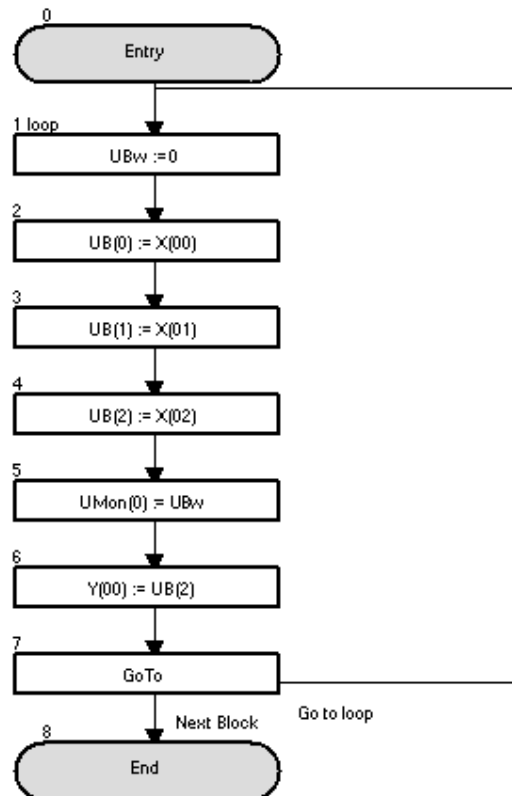 0
Entry
1 loop
UBw :=0
2
UB(0) := X(00)
3
UB(1) := X(01)
4
UB(2) := X(02)
5
UMon(0) := UBw
6
Y(00) := UB(2)
7
GoTo
Go to loop
Next Block
8
End